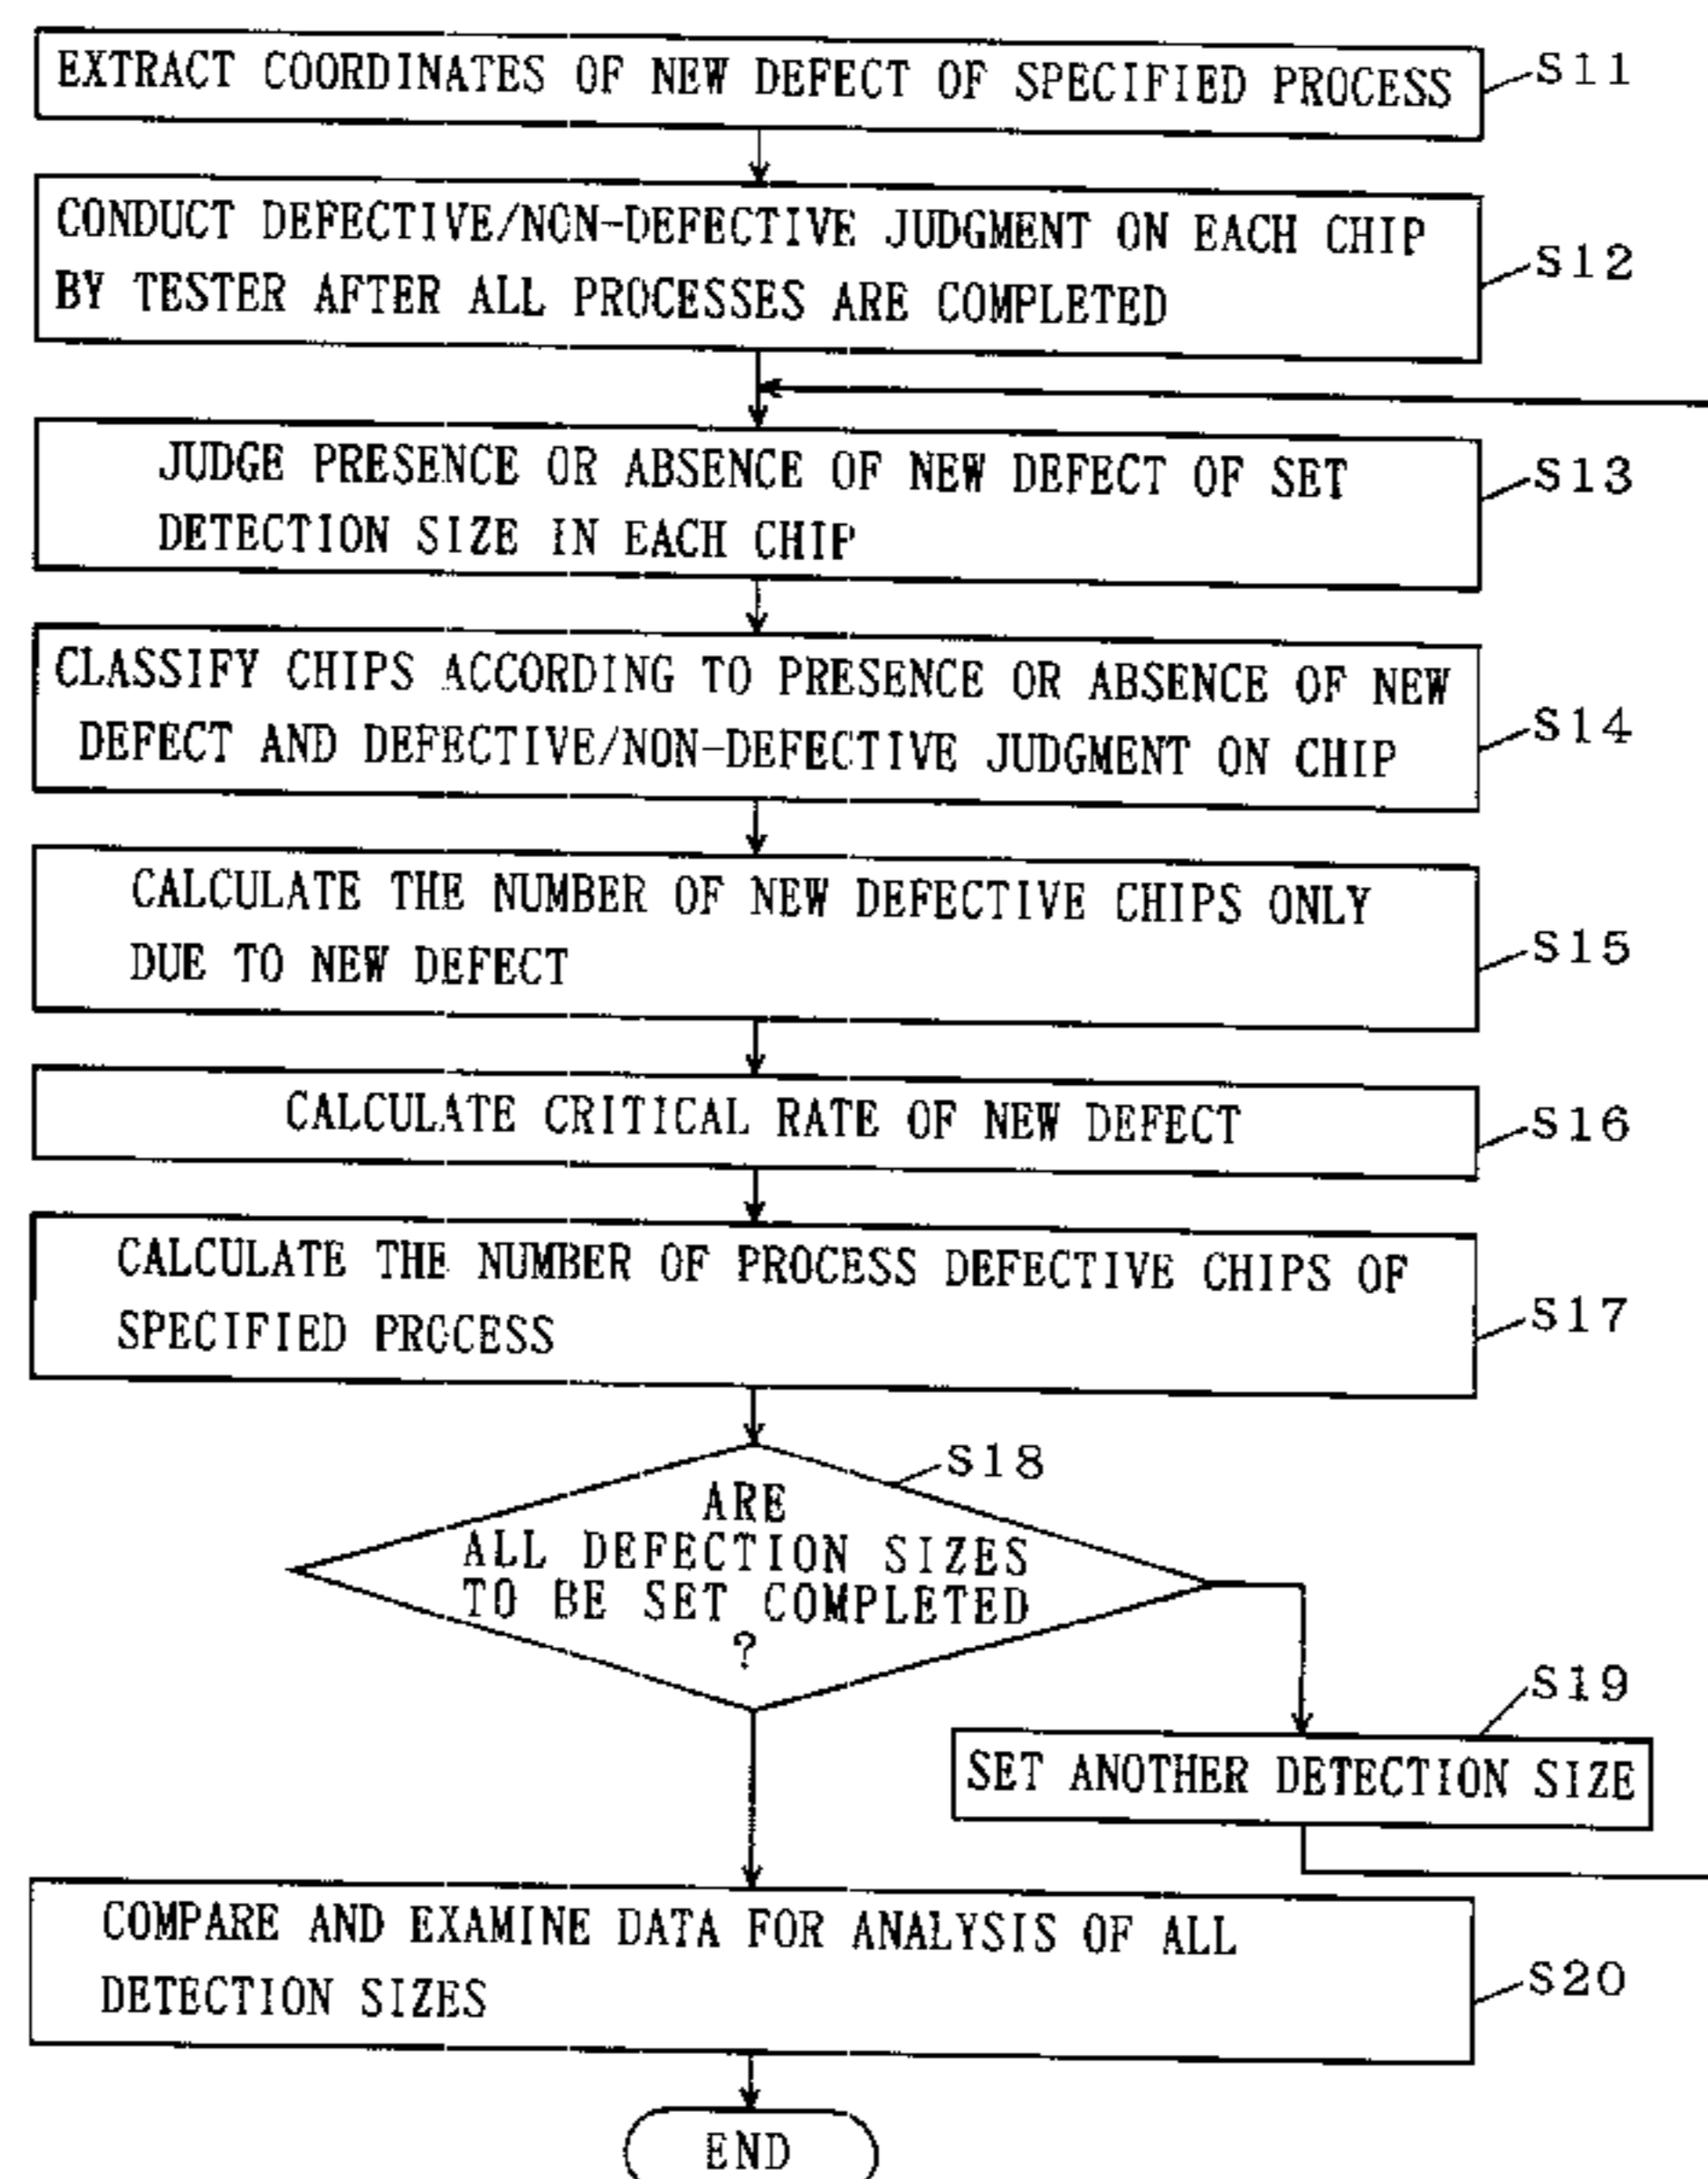 EXTRACT COORDINATES OF NEW DEFECT OF SPECIFIED PROCESS
S11
CONDUCT DEFECTIVE/NON-DEFECTIVE JUDGMENT ON EACH CHIP
BY TESTER AFTER ALL PROCESSES ARE COMPLETED
S12
JUDGE PRESENCE OR ABSENCE OF NEW DEFECT OF SET
DETECTION SIZE IN EACH CHIP
S13
CLASSIFY CHIPS ACCORDING TO PRESENCE OR ABSENCE OF NEW
DEFECT AND DEFECTIVE/NON-DEFECTIVE JUDGMENT ON CHIP
S14
CALCULATE THE NUMBER OF NEW DEFECTIVE CHIPS ONLY
DUE TO NEW DEFECT
S15
CALCULATE CRITICAL RATE OF NEW DEFECT
S16
CALCULATE THE NUMBER OF PROCESS DEFECTIVE CHIPS OF
SPECIFIED PROCESS
S17
S18
ARE
ALL DEFECTION SIZES
TO BE SET COMPLETED
?
S19
SET ANOTHER DETECTION SIZE
COMPARE AND EXAMINE DATA FOR ANALYSIS OF ALL
DETECTION SIZES
S20
END